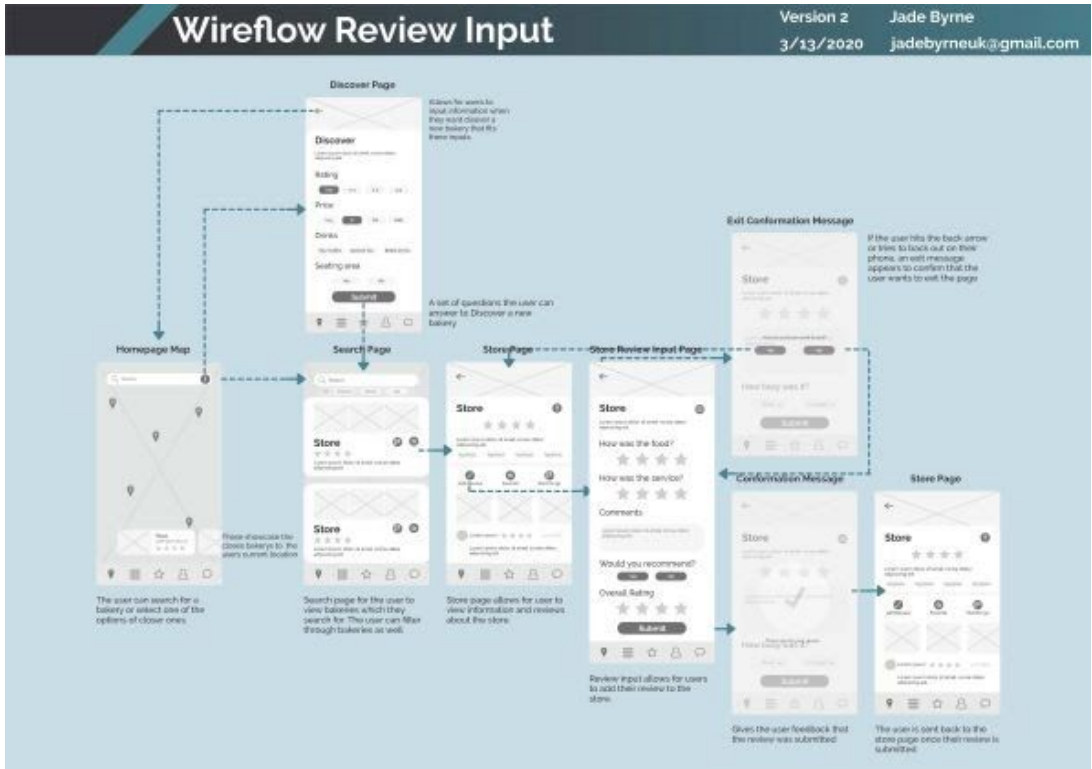 Wireflow Review Input
Version 2
Jade Byrne
3/13/2020
jadebyrneuk@gmail.com
Discover Page
Allows for users to
input information when
they want discover a
new bakery that fits
these inputs
Discover
Rating
Price
Drinks
Seating area
Submit
A set of questions the user can
answer to Discover a new
bakery
Exit Conformation Message
If the user hits the back arrow
or tries to back out on their
phone, an exit message
appears to confirm that the
user wants to exit the page
Store
How busy was it?
Submit
Homepage Map
Search
These showcase the
closes bakerys to the
users current location
The user can search for a
bakery or select one of the
options of closer ones
Search Page
Search
Store
Store
Search page for the user to
view bakeries which they
search for. The user can filter
through bakeries as well
Store Page
Store
Store page allows for user to
view information and reviews
about the store
Store Review Input Page
Store
How was the food?
How was the service?
Comments
Would you recommend?
Overall Rating
Submit
Review input allows for users
to add their review to the
store.
Conformation Message
Store
How busy was it?
Submit
Gives the user feedback that
the review was submitted
Store Page
Store
The user is sent back to the
store page once their review is
submitted